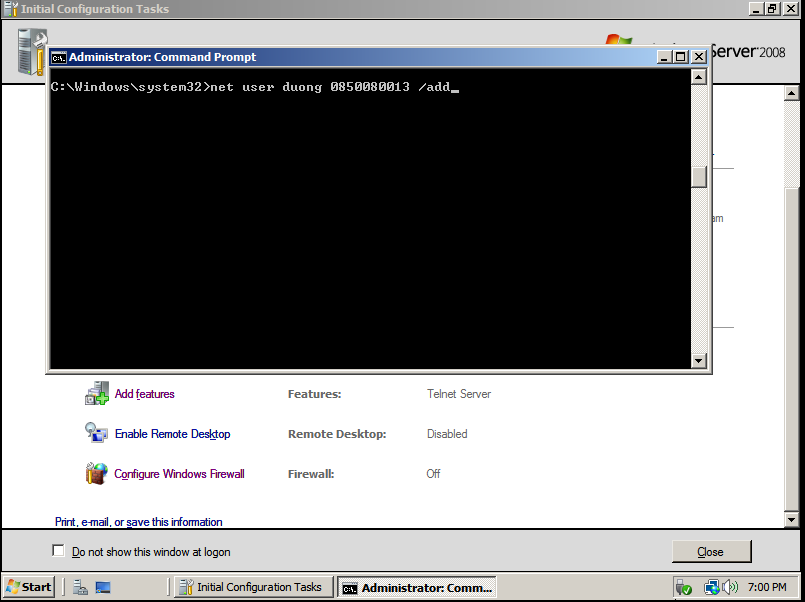 Initial Configuration Tasks
Server 2008
Administrator: Command Prompt
C:\Windows\system32>net user duong 0850080013 /add_
Add features Features: Telnet Server
Enable Remote Desktop Remote Desktop: Disabled
Configure Windows Firewall Firewall: Off
Print, e-mail, or save this information
Do not show this window at logon
Close
Start Initial Configuration Tasks Administrator: Comm... 7:00 PM